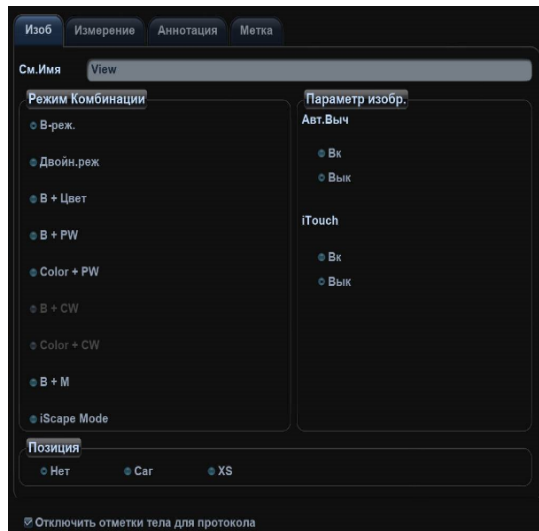 Изоб Измерение Аннотация Метка
См.Имя View
Режим Комбинации
В-реж.
Двойн.реж
В + Цвет
B + PW
Color + PW
B + CW
Color + CW
B + M
iScape Mode
Параметр изобр.
Авт.Выч
Вк
Вык
iTouch
Вк
Вык
Позиция
Нет Саг XS
Отключить отметки тела для протокола